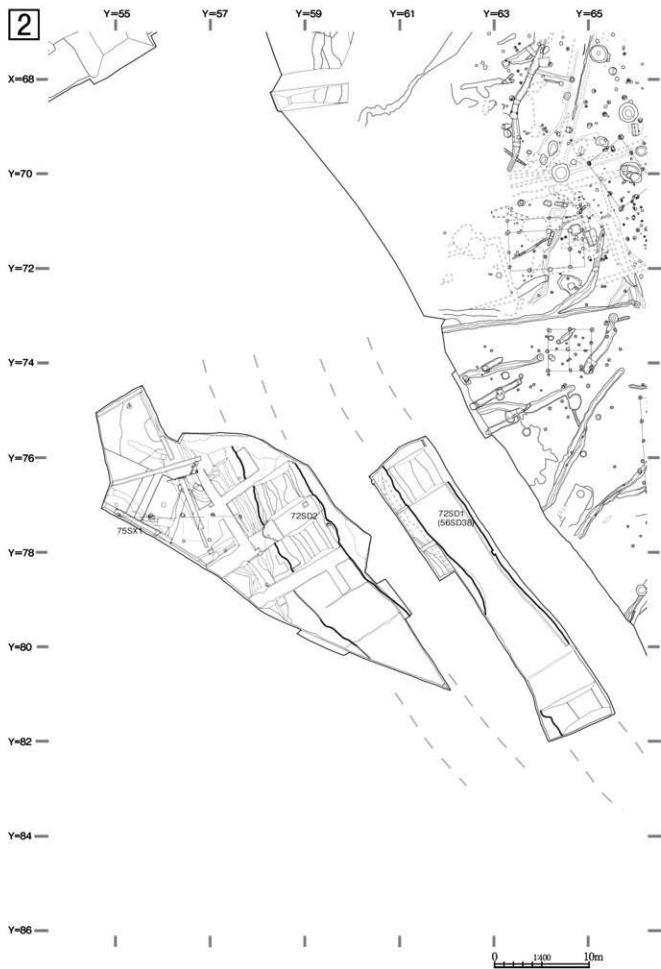 2
Y=55 Y=57 Y=59 Y=61 Y=63 Y=65
X=68
Y=70
Y=72
Y=74
Y=76
72SD2
72SD1
(56SD38)
75SX1
Y=78
Y=80
Y=82
Y=84
Y=86
0 1:400 10m